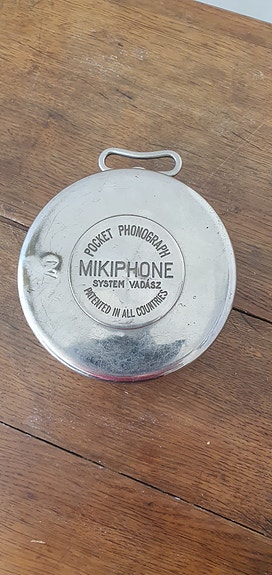 POCKET PHONOGRAPH
MIKIPHONE
SYSTEM VADÁSZ
PATENTED IN ALL COUNTRIES